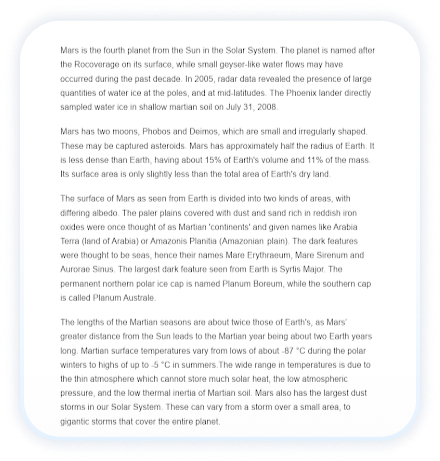 Mars is the fourth planet from the Sun in the Solar System. The planet is named after
the Rocoverage on its surface, while small geyser-like water flows may have
occurred during the past decade. In 2005, radar data revealed the presence of large
quantities of water ice at the poles, and at mid-latitudes. The Phoenix lander directly
sampled water ice in shallow martian soil on July 31, 2008.
Mars has two moons, Phobos and Deimos, which are small and irregularly shaped.
These may be captured asteroids. Mars has approximately half the radius of Earth. It
is less dense than Earth, having about 15% of Earth's volume and 11% of the mass.
Its surface area is only slightly less than the total area of Earth's dry land.
The surface of Mars as seen from Earth is divided into two kinds of areas, with
differing albedo. The paler plains covered with dust and sand rich in reddish iron
oxides were once thought of as Martian 'continents' and given names like Arabia
Terra (land of Arabia) or Amazonis Planitia (Amazonian plain). The dark features
were thought to be seas, hence their names Mare Erythraeum, Mare Sirenum and
Aurorae Sinus. The largest dark feature seen from Earth is Syrtis Major. The
permanent northern polar ice cap is named Planum Boreum, while the southern cap
is called Planum Australe.
The lengths of the Martian seasons are about twice those of Earth's, as Mars'
greater distance from the Sun leads to the Martian year being about two Earth years
long. Martian surface temperatures vary from lows of about -87 °C during the polar
winters to highs of up to -5 °C in summers.The wide range in temperatures is due to
the thin atmosphere which cannot store much solar heat, the low atmospheric
pressure, and the low thermal inertia of Martian soil. Mars also has the largest dust
storms in our Solar System. These can vary from a storm over a small area, to
gigantic storms that cover the entire planet.